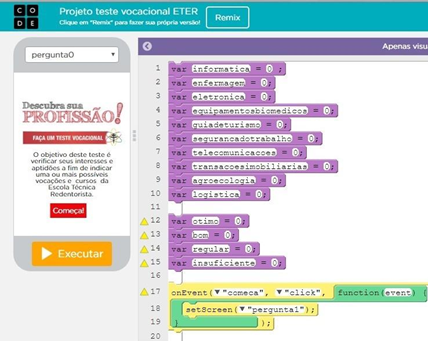 C O
D E
Projeto teste vocacional ETER
Clique em "Remix" para fazer sua própria versão!
Remix
pergunta0
Descubra sua
PROFISSÃO!
FAÇA UM TESTE VOCACIONAL
O objetivo deste teste é
verificar seus interesses e
aptidões a fim de indicar
uma ou mais possíveis
vocações e cursos da
Escola Técnica
Redentorista.
Começa!
Executar
Apenas visu
1 var informatica = 0 ;
2 var enfermagem = 0;
3 var eletronica = 0;
4 var equipamentosbiomedicos = 0;
5 var guiadeturismo = 0;
6 var segurancadotrabalho = 0;
7 var telecomunicacoes = 0;
8 var transacoesimobiliarias = 0;
9 var agroecologia = 0;
10 var logistica = 0;
11
12 var otimo = 0;
13 var bom = 0;
14 var regular = 0;
15 var insuficiente = 0;
16
17 onEvent("comeca", "click", function(event) {
18 setScreen("pergunta1");
19 } );